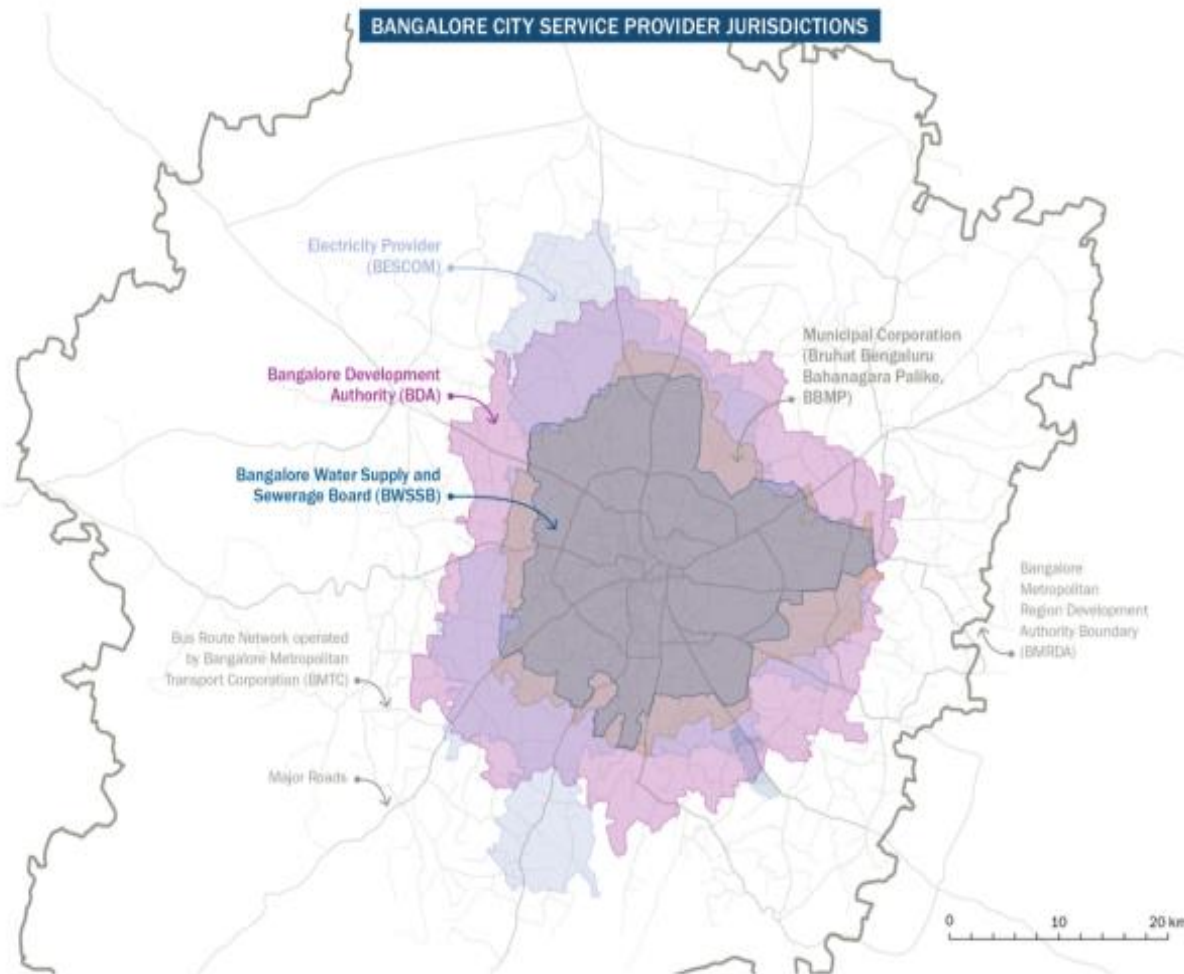 BANGALORE CITY SERVICE PROVIDER JURISDICTIONS
Electricity Provider
(BESCOM)
Municipal Corporation
(Bruhat Bengaluru
Bahanagara Palike,
BBMP)
Bangalore Development
Authority (BDA)
Bangalore Water Supply and
Sewerage Board (BWSSB)
Bangalore
Metropolitan
Region Development
Authority Boundary
(BMRDA)
Bus Route Network operated
by Bangalore Metropolitan
Transport Corporation (BMTC)
Major Roads
0 10 20 km